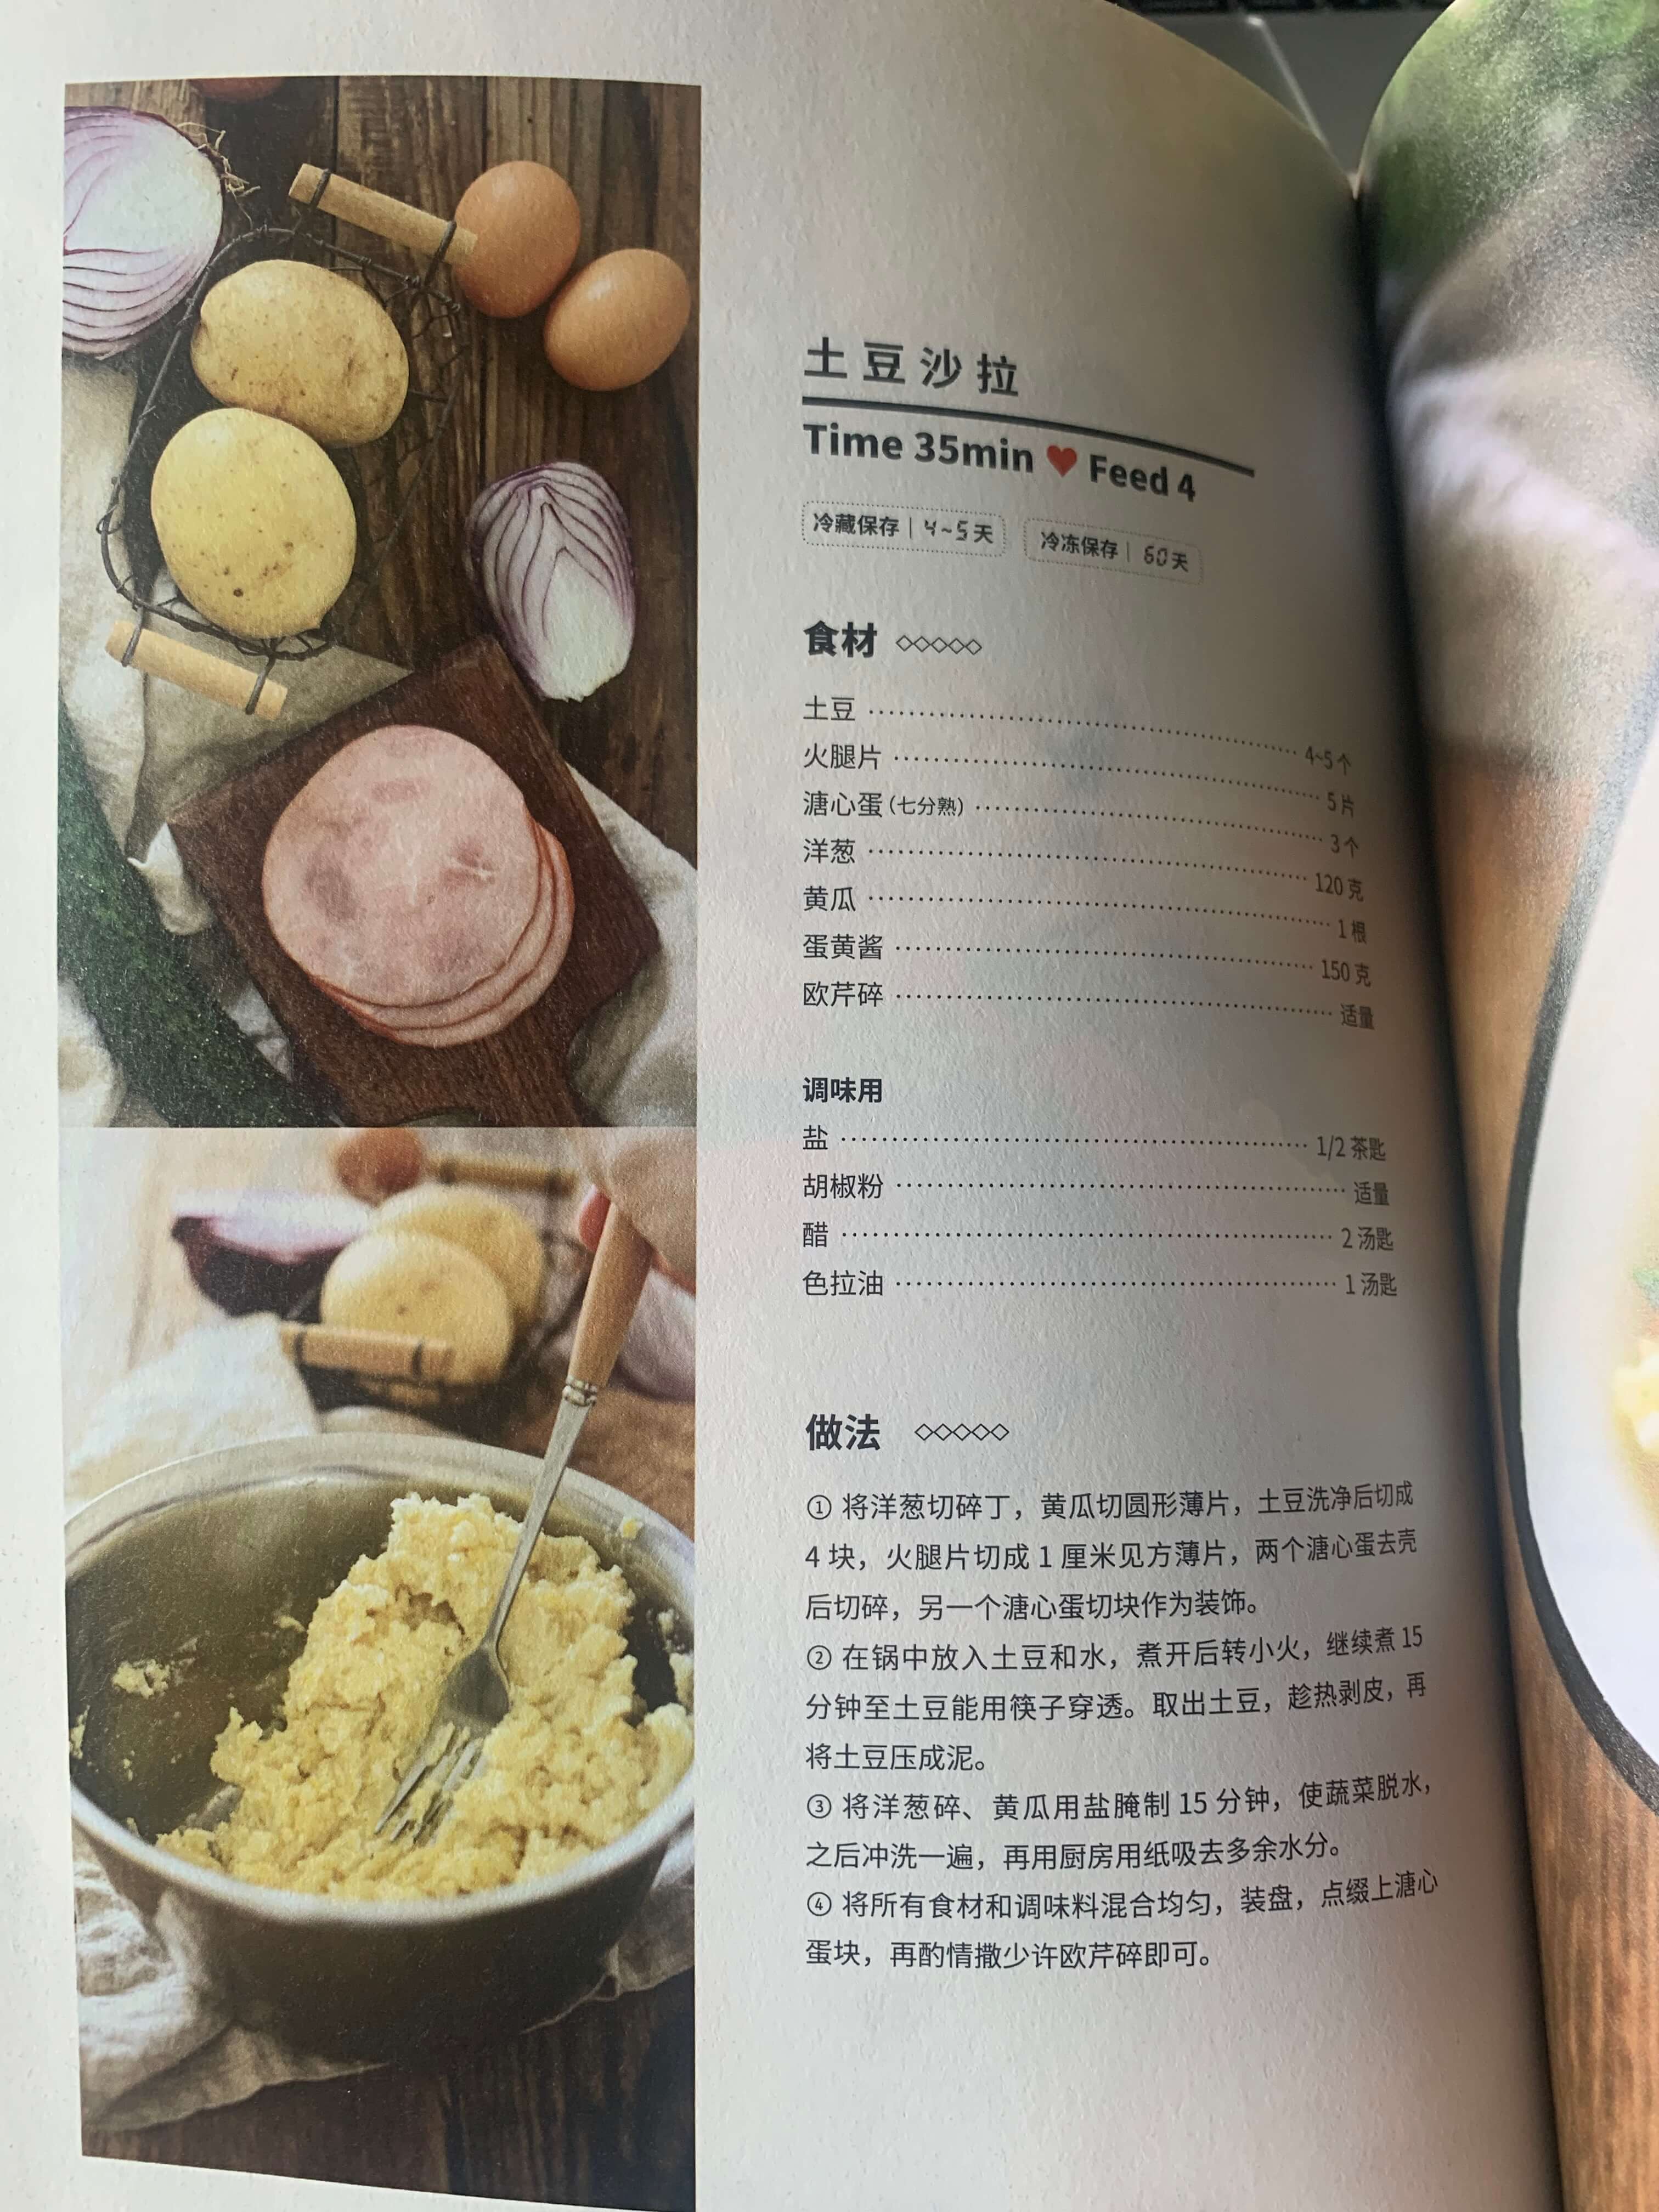 土豆沙拉
Time 35min ♥ Feed 4
冷藏保存 | 4~5天 冷冻保存 | 60天
食材 ◇◇◇◇◇
土豆 4~5个
火腿片 5片
溏心蛋(七分熟) 3个
洋葱 120克
黄瓜 1根
蛋黄酱 150克
欧芹碎 适量
调味用
盐 1/2茶匙
胡椒粉 适量
醋 2汤匙
色拉油 1汤匙
做法 ◇◇◇◇◇
① 将洋葱切碎丁，黄瓜切圆形薄片，土豆洗净后切成
4 块，火腿片切成 1 厘米见方薄片，两个溏心蛋去壳
后切碎，另一个溏心蛋切块作为装饰。
② 在锅中放入土豆和水，煮开后转小火，继续煮 15
分钟至土豆能用筷子穿透。取出土豆，趁热剥皮，再
将土豆压成泥。
③ 将洋葱碎、黄瓜用盐腌制 15 分钟，使蔬菜脱水，
之后冲洗一遍，再用厨房用纸吸去多余水分。
④ 将所有食材和调味料混合均匀，装盘，点缀上溏心
蛋块，再酌情撒少许欧芹碎即可。